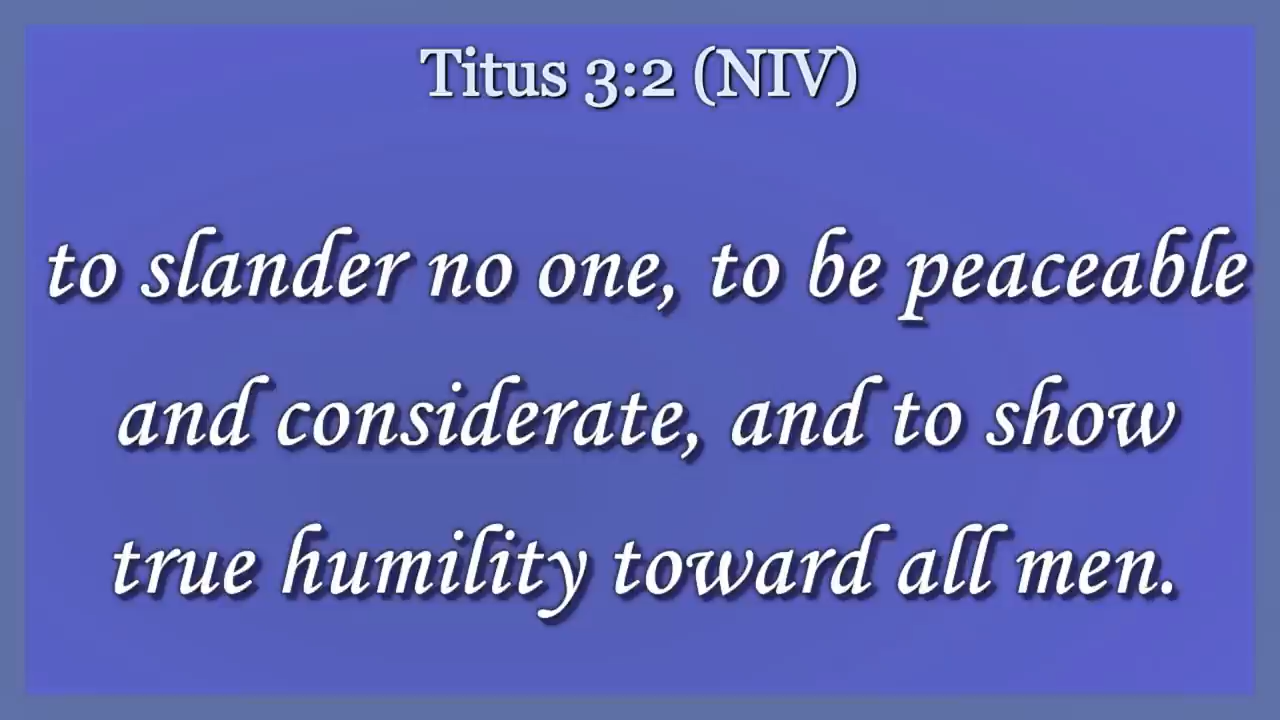 Titus 3:2 (NIV)
to slander no one, to be peaceable
and considerate, and to show
true humility toward all men.